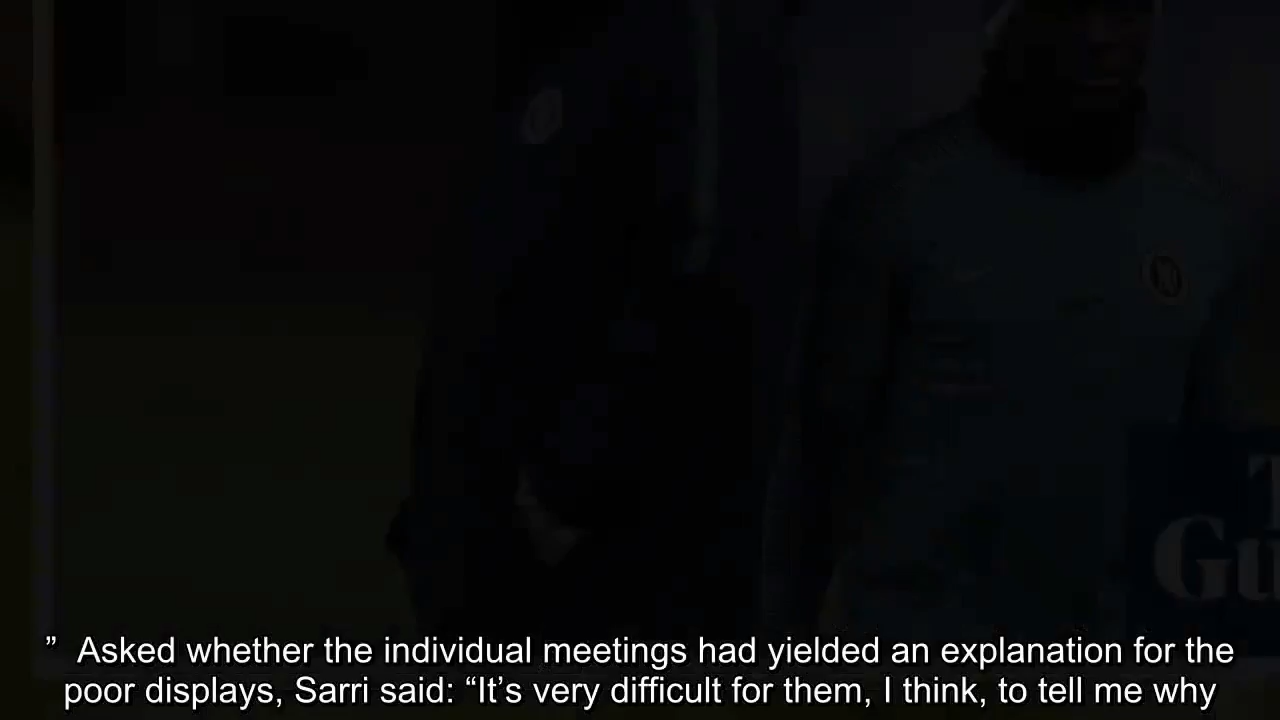 ” Asked whether the individual meetings had yielded an explanation for the
poor displays, Sarri said: “It’s very difficult for them, I think, to tell me why